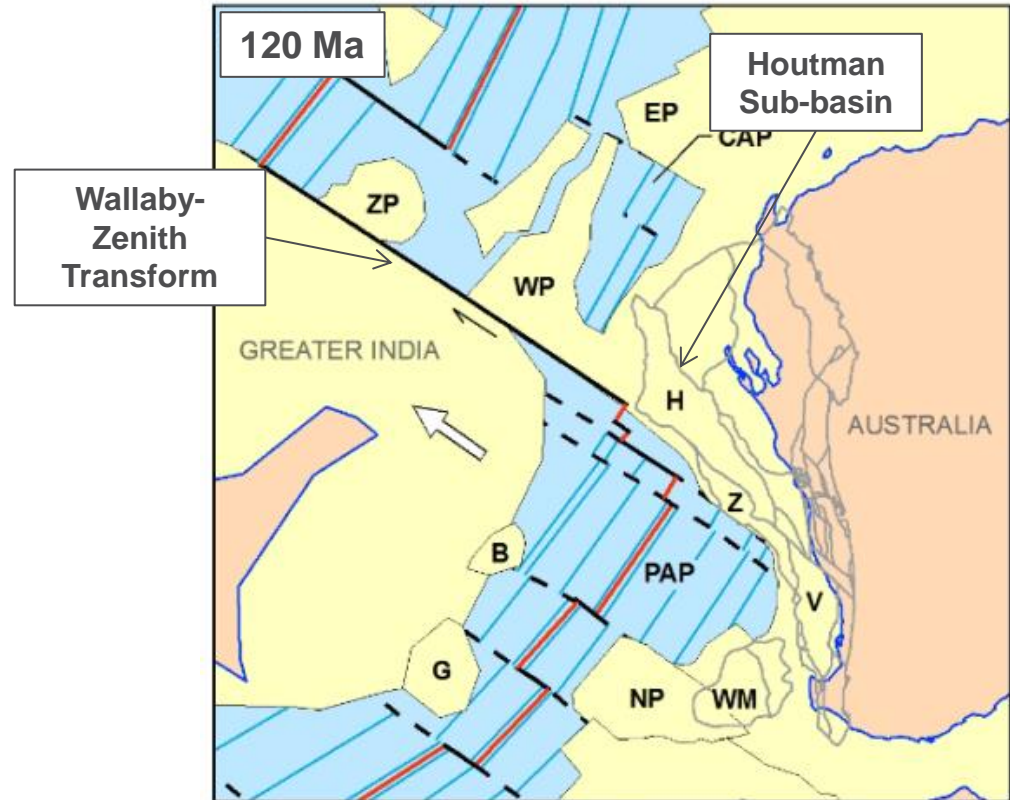 120 Ma
Houtman
Sub-basin
EP
CAP
Wallaby-
Zenith
Transform
ZP
WP
GREATER INDIA
H
AUSTRALIA
Z
B
PAP
V
G
NP
WM